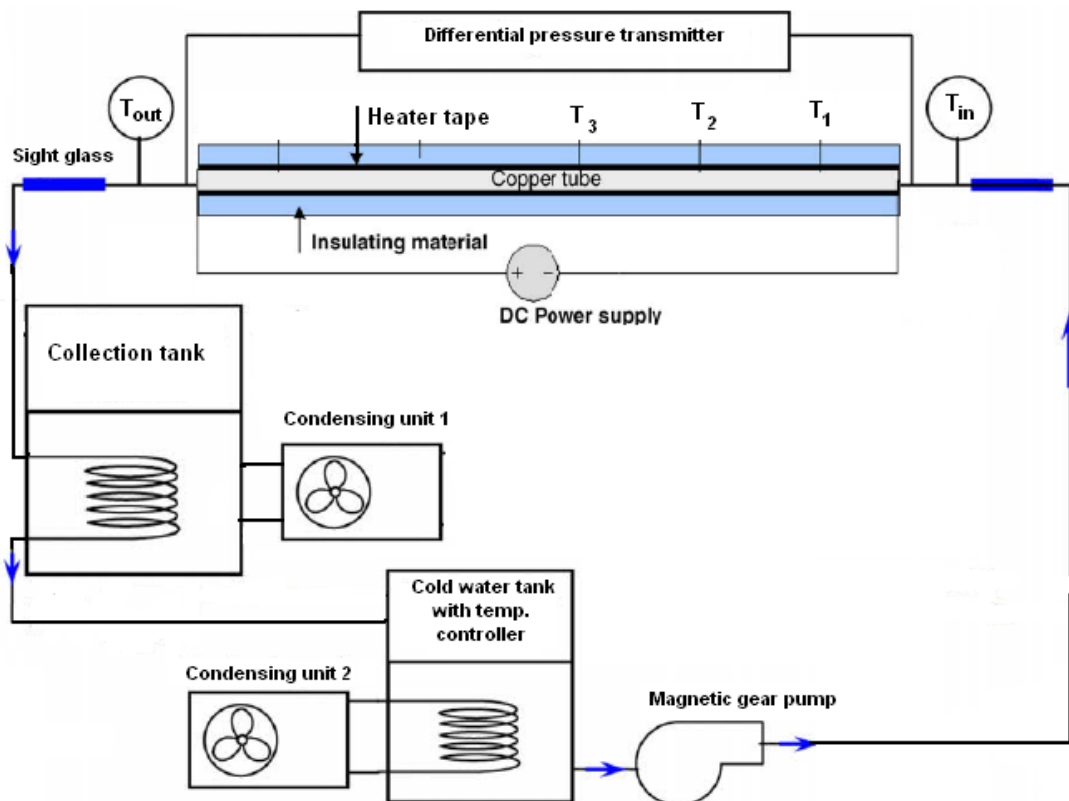 Differential pressure transmitter
Tout
Tin
Heater tape
T3
T2
T1
Sight glass
Copper tube
Insulating material
+ -
DC Power supply
Collection tank
Condensing unit 1
Cold water tank
with temp.
controller
Condensing unit 2
Magnetic gear pump